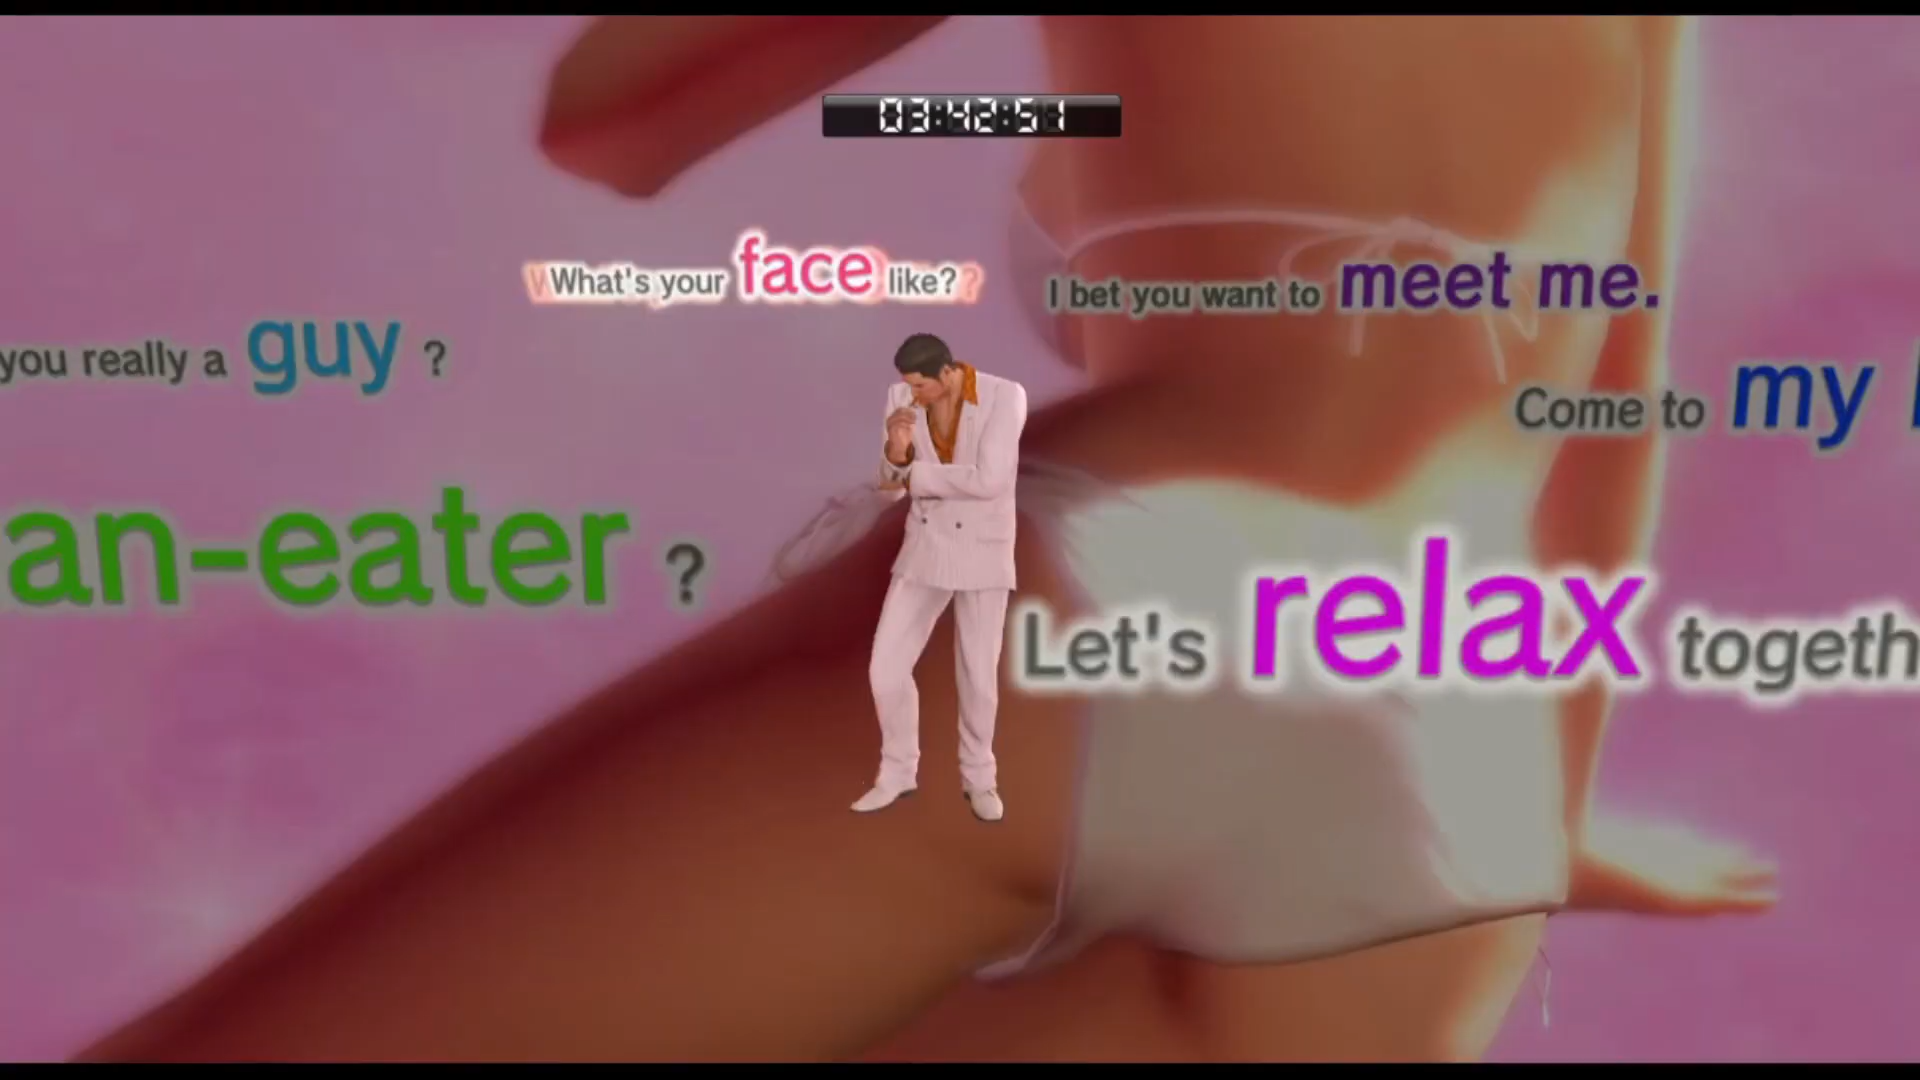 03:42:51
What's your face like?
I bet you want to meet me.
you really a guy ?
Come to my
an-eater ?
Let's relax togeth